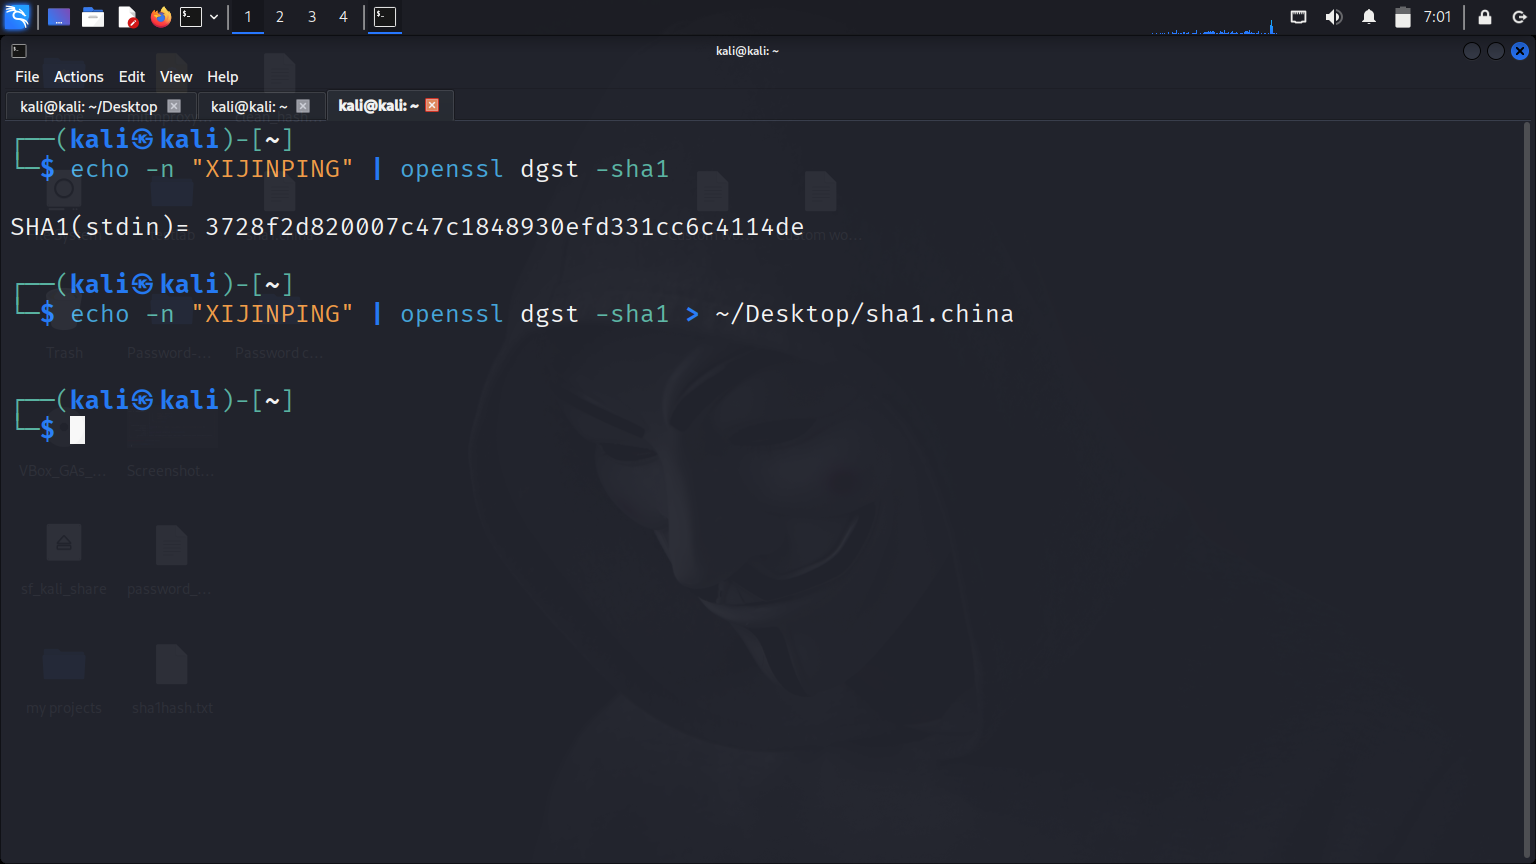 1 2 3 4 7:01
kali@kali: ~
File Actions Edit View Help
kali@kali: ~/Desktop kali@kali: ~ kali@kali: ~
(kali㉿kali)-[~]
$ echo -n "XIJINPING" | openssl dgst -sha1
SHA1(stdin)= 3728f2d820007c47c1848930efd331cc6c4114de
(kali㉿kali)-[~]
$ echo -n "XIJINPING" | openssl dgst -sha1 > ~/Desktop/sha1.china
Trash Password-... Password c...
(kali㉿kali)-[~]
$
VBox_GAs_... Screenshot...
sf_kali_share password_...
my projects sha1hash.txt